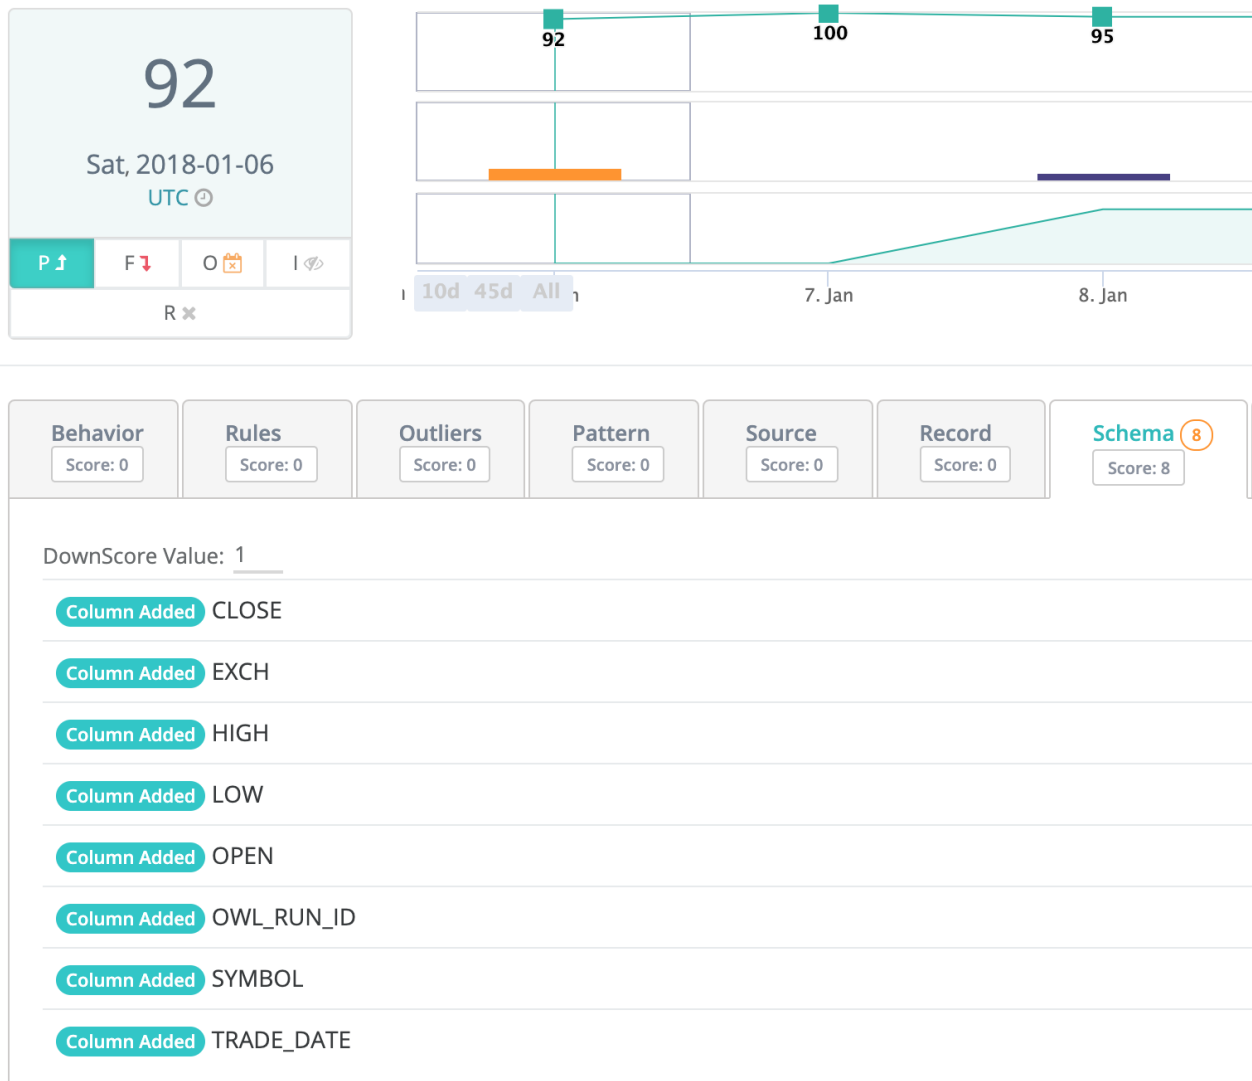 92
Sat, 2018-01-06
UTC
P F O I
R
92 100 95
10d 45d All n 7. Jan 8. Jan
Behavior Rules Outliers Pattern Source Record Schema 8
Score: 0 Score: 0 Score: 0 Score: 0 Score: 0 Score: 0 Score: 8
DownScore Value: 1
Column Added CLOSE
Column Added EXCH
Column Added HIGH
Column Added LOW
Column Added OPEN
Column Added OWL_RUN_ID
Column Added SYMBOL
Column Added TRADE_DATE